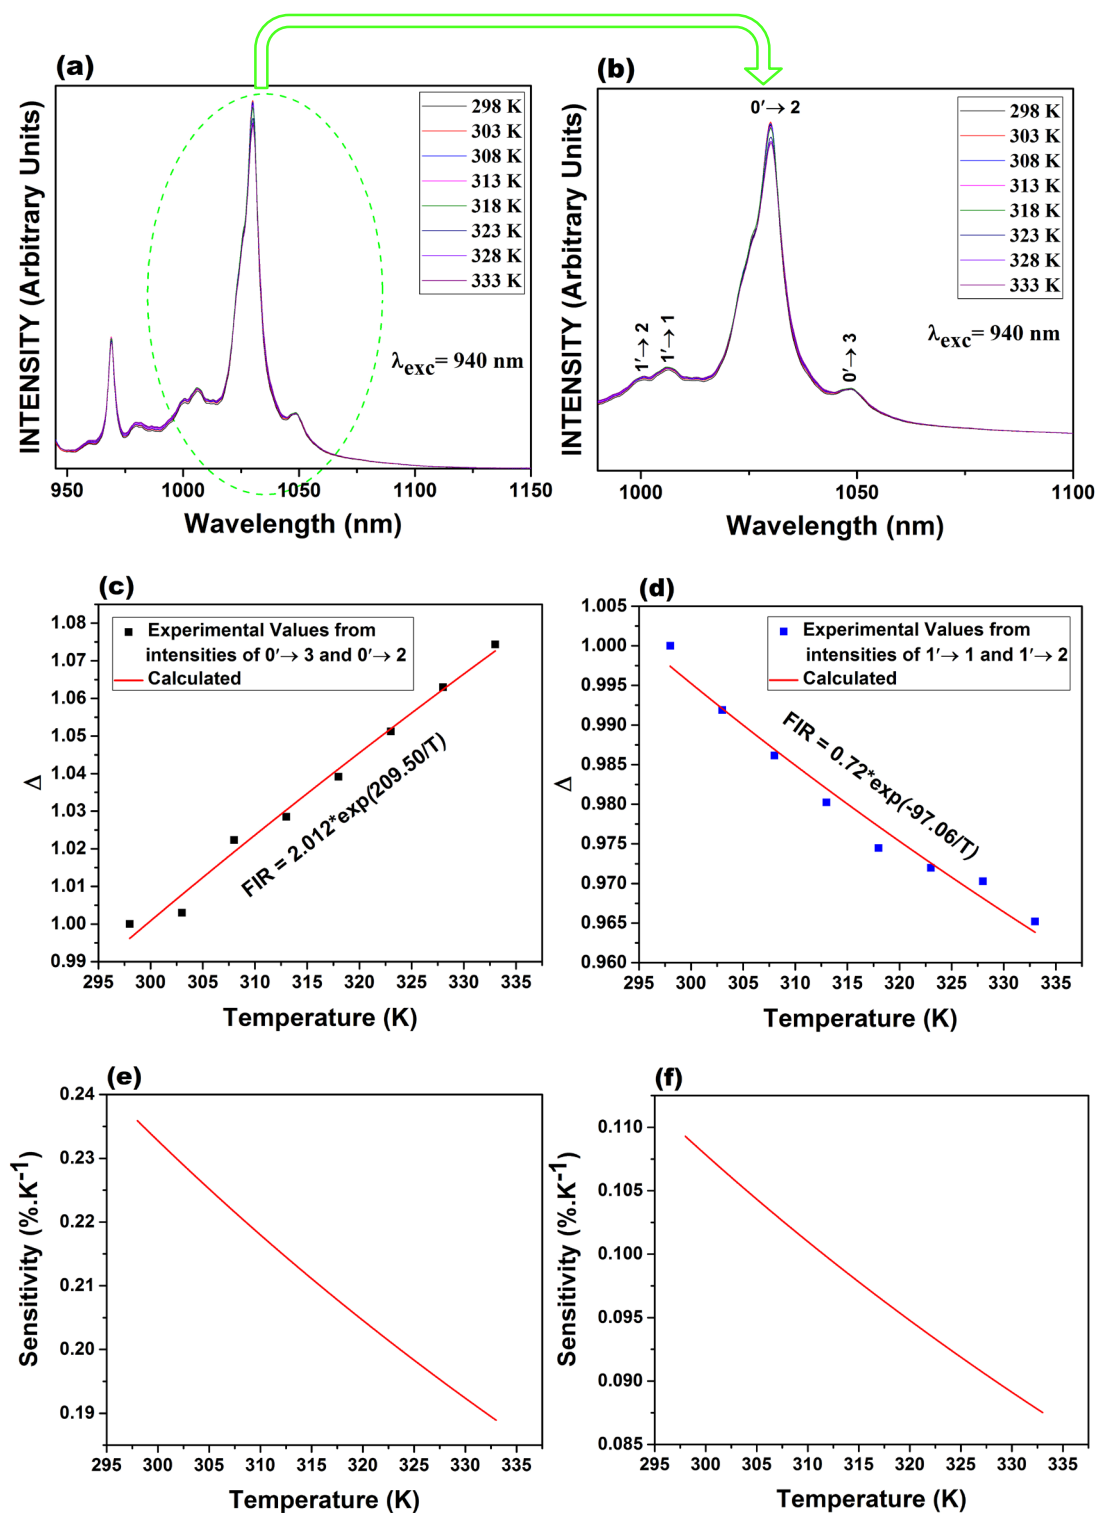 (a)
INTENSITY (Arbitrary Units)
298 K
303 K
308 K
313 K
318 K
323 K
328 K
333 K
λexc= 940 nm
950
1000
1050
1100
1150
Wavelength (nm)
(b)
INTENSITY (Arbitrary Units)
0′→ 2
1′→ 2
1′→ 1
0′→ 3
298 K
303 K
308 K
313 K
318 K
323 K
328 K
333 K
λexc= 940 nm
1000
1050
1100
Wavelength (nm)
(c)
Δ
1.08
1.07
1.06
1.05
1.04
1.03
1.02
1.01
1.00
0.99
Experimental Values from
intensities of 0′→ 3 and 0′→ 2
Calculated
FIR = 2.012*exp(209.50/T)
295
300
305
310
315
320
325
330
335
Temperature (K)
(d)
Δ
1.005
1.000
0.995
0.990
0.985
0.980
0.975
0.970
0.965
0.960
Experimental Values from
intensities of 1′→ 1 and 1′→ 2
Calculated
FIR = 0.72*exp(-97.06/T)
295
300
305
310
315
320
325
330
335
Temperature (K)
(e)
Sensitivity (%.K-1)
0.24
0.23
0.22
0.21
0.20
0.19
295
300
305
310
315
320
325
330
335
Temperature (K)
(f)
Sensitivity (%.K-1)
0.110
0.105
0.100
0.095
0.090
0.085
295
300
305
310
315
320
325
330
335
Temperature (K)